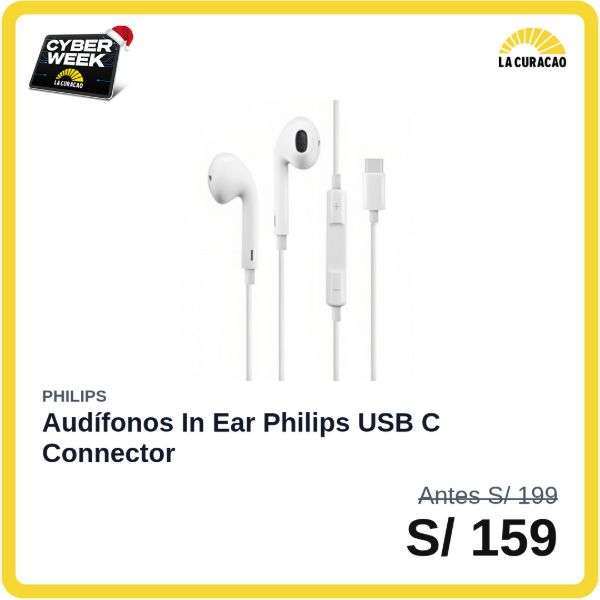 CYBER
WEEK
LA CURACAO
LA CURACAO
PHILIPS
Audífonos In Ear Philips USB C
Connector
Antes S/ 199
S/ 159